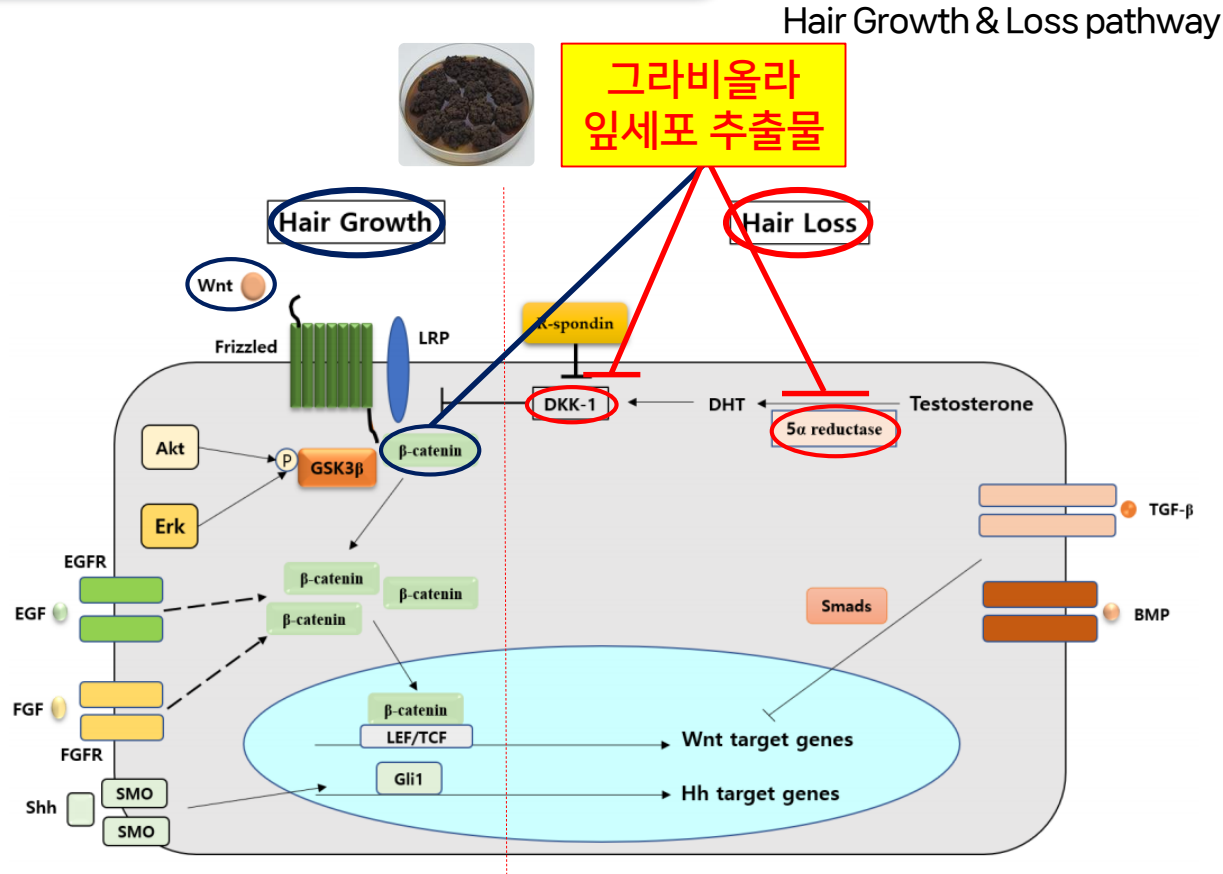 Hair Growth & Loss pathway
그라비올라
잎세포 추출물
Hair Growth
Hair Loss
Wnt
Frizzled
LRP
R-spondin
DKK-1
DHT
Testosterone
5α reductase
β-catenin
Akt
P
GSK3β
Erk
TGF-β
EGFR
EGF
β-catenin
β-catenin
β-catenin
Smads
BMP
FGF
FGFR
β-catenin
LEF/TCF
Wnt target genes
Gli1
Hh target genes
Shh
SMO
SMO